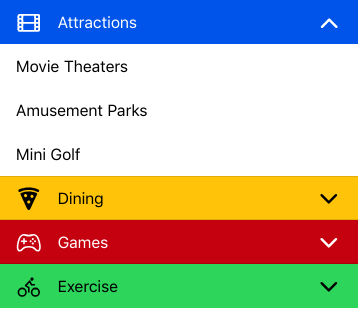 Attractions
Movie Theaters
Amusement Parks
Mini Golf
Dining
Games
Exercise